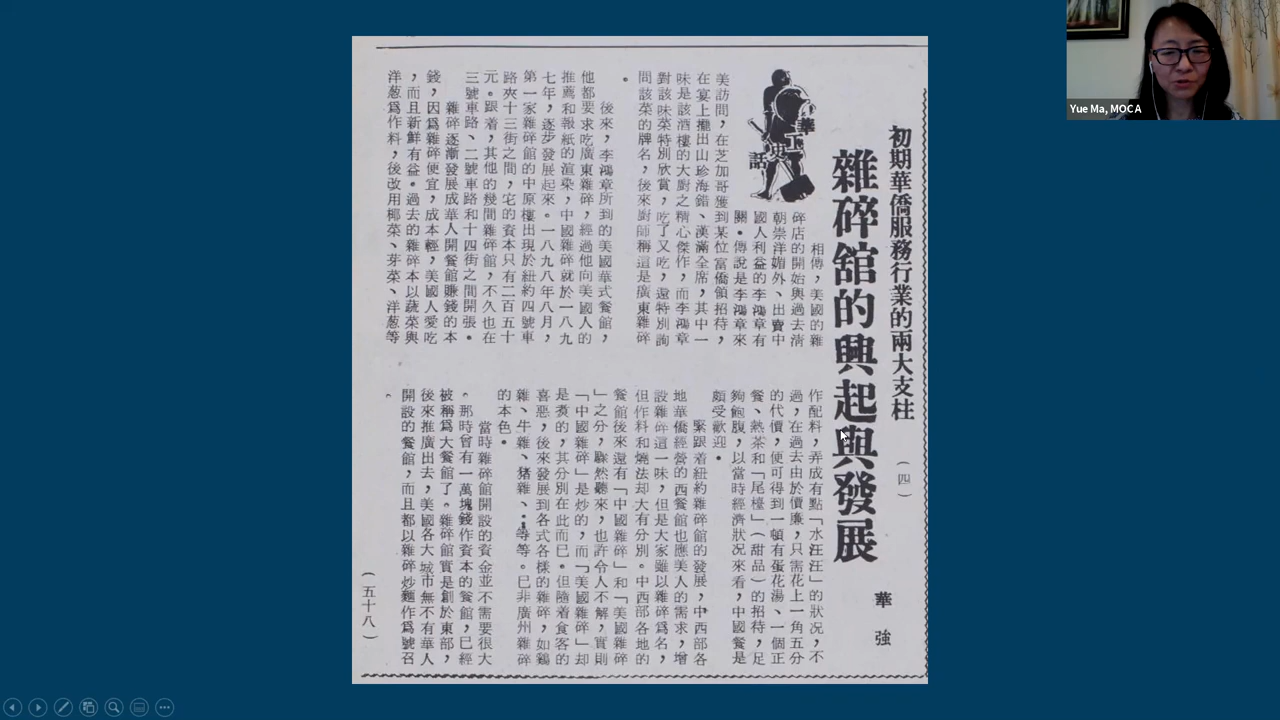 Yue Ma, MOCA
初期華僑服務行業的兩大支柱
(四)
雜碎館的興起與發展
華強
華工史話
相傳,美國的雜
碎店的開始與過去淸
朝崇洋媚外、出賣中
國人利益的李鴻章有
關。傳說是李鴻章來
美訪問,在芝加哥獲到某位富僑領招待,
在宴上擺出山珍海錯、漢滿全席,其中一
味是該酒樓的大廚之精心傑作,而李鴻章
對該味菜特別欣賞,吃了又吃,還特別詢
問該菜的牌名,後來廚師稱這是廣東雜碎
。
後來,李鴻章所到的美國華式餐館,
他都要求吃廣東雜碎,經過他向美國人的
推薦和報紙的渲染,中國雜碎就於一八九
七年,逐步發展起來。一八九八年八月,
第一家雜碎館的中原樓出現於紐約四號車
路夾十三街之間,它的資本只有二百五十
元。跟着,其他的幾間雜碎館,不久也在
三號車路、二號車路和十四街之間開張。
雜碎逐漸發展成華人開餐館賺錢的本
錢,因爲雜碎便宜,成本輕,美國人愛吃
,而且新鮮有益。過去的雜碎本以蔬菜與
洋葱爲作料,後改用椰菜、芽菜、洋葱等
作配料,弄成有點「水汪汪」的狀况,不
過,在過去由於價廉,只需花上一角五分
的代價,便可得到一頓有蛋花湯、一個正
餐、熟茶和「尾檯」(甜品)的招待,足
夠飽腹,以當時經濟狀況來看,中國餐是
頗受歡迎。
緊跟着紐約雜碎館的發展,中西部各
地華僑經營的西餐館也應美人的需求,增
設雜碎這一味,但是大家雖以雜碎爲名,
但作料和燒法却大有分別。中西部各地的
餐館後來還有「中國雜碎」和「美國雜碎
」之分,驟然聽來,也許令人不解,實則
「中國雜碎」是炒的,而「美國雜碎」却
是煑的,其分別在此而已。但隨着食客的
喜惡,後來發展到各式各樣的雜碎,如鷄
雜、牛雜、猪雜、…等等。已非廣州雜碎
的本色。
當時雜碎館開設的資金並不需要很大
。那時曾有一萬塊錢作資本的餐館,已經
被稱爲大餐館了。雜碎館實是創於東部,
後來推廣出去,美國各大城市無不有華人
開設的餐館,而且都以雜碎炒麵作爲號召
。
(五十八)